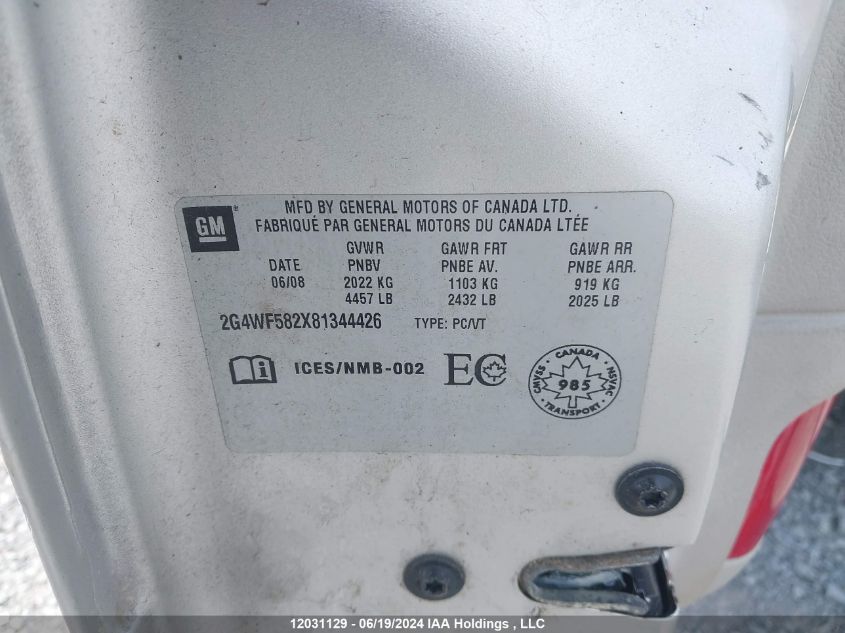 GM
MFD BY GENERAL MOTORS OF CANADA LTD.
FABRIQUÉ PAR GENERAL MOTORS DU CANADA LTÉE
GVWR GAWR FRT GAWR RR
DATE PNBV PNBE AV. PNBE ARR.
06/08 2022 KG 1103 KG 919 KG
4457 LB 2432 LB 2025 LB
2G4WF582X81344426 TYPE: PC/VT
i ICES/NMB-002 EC
CANADA
CMVSS 985 NSVAC
TRANSPORT
12031129 - 06/19/2024 IAA Holdings , LLC